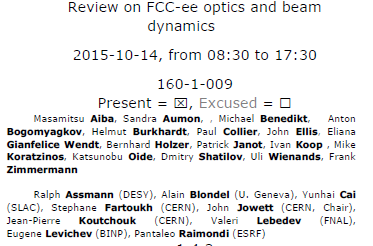 Review on FCC-ee optics and beam
dynamics
2015-10-14, from 08:30 to 17:30
160-1-009
Present = ☒, Excused = ☐
Masamitsu Aiba, Sandra Aumon, , Michael Benedikt, Anton
Bogomyagkov, Helmut Burkhardt, Paul Collier, John Ellis, Eliana
Gianfelice Wendt, Bernhard Holzer, Patrick Janot, Ivan Koop , Mike
Koratzinos, Katsunobu Oide, Dmitry Shatilov, Uli Wienands, Frank
Zimmermann
Ralph Assmann (DESY), Alain Blondel (U. Geneva), Yunhai Cai
(SLAC), Stephane Fartoukh (CERN), John Jowett (CERN, Chair),
Jean-Pierre Koutchouk (CERN), Valeri Lebedev (FNAL),
Eugene Levichev (BINP), Pantaleo Raimondi (ESRF)